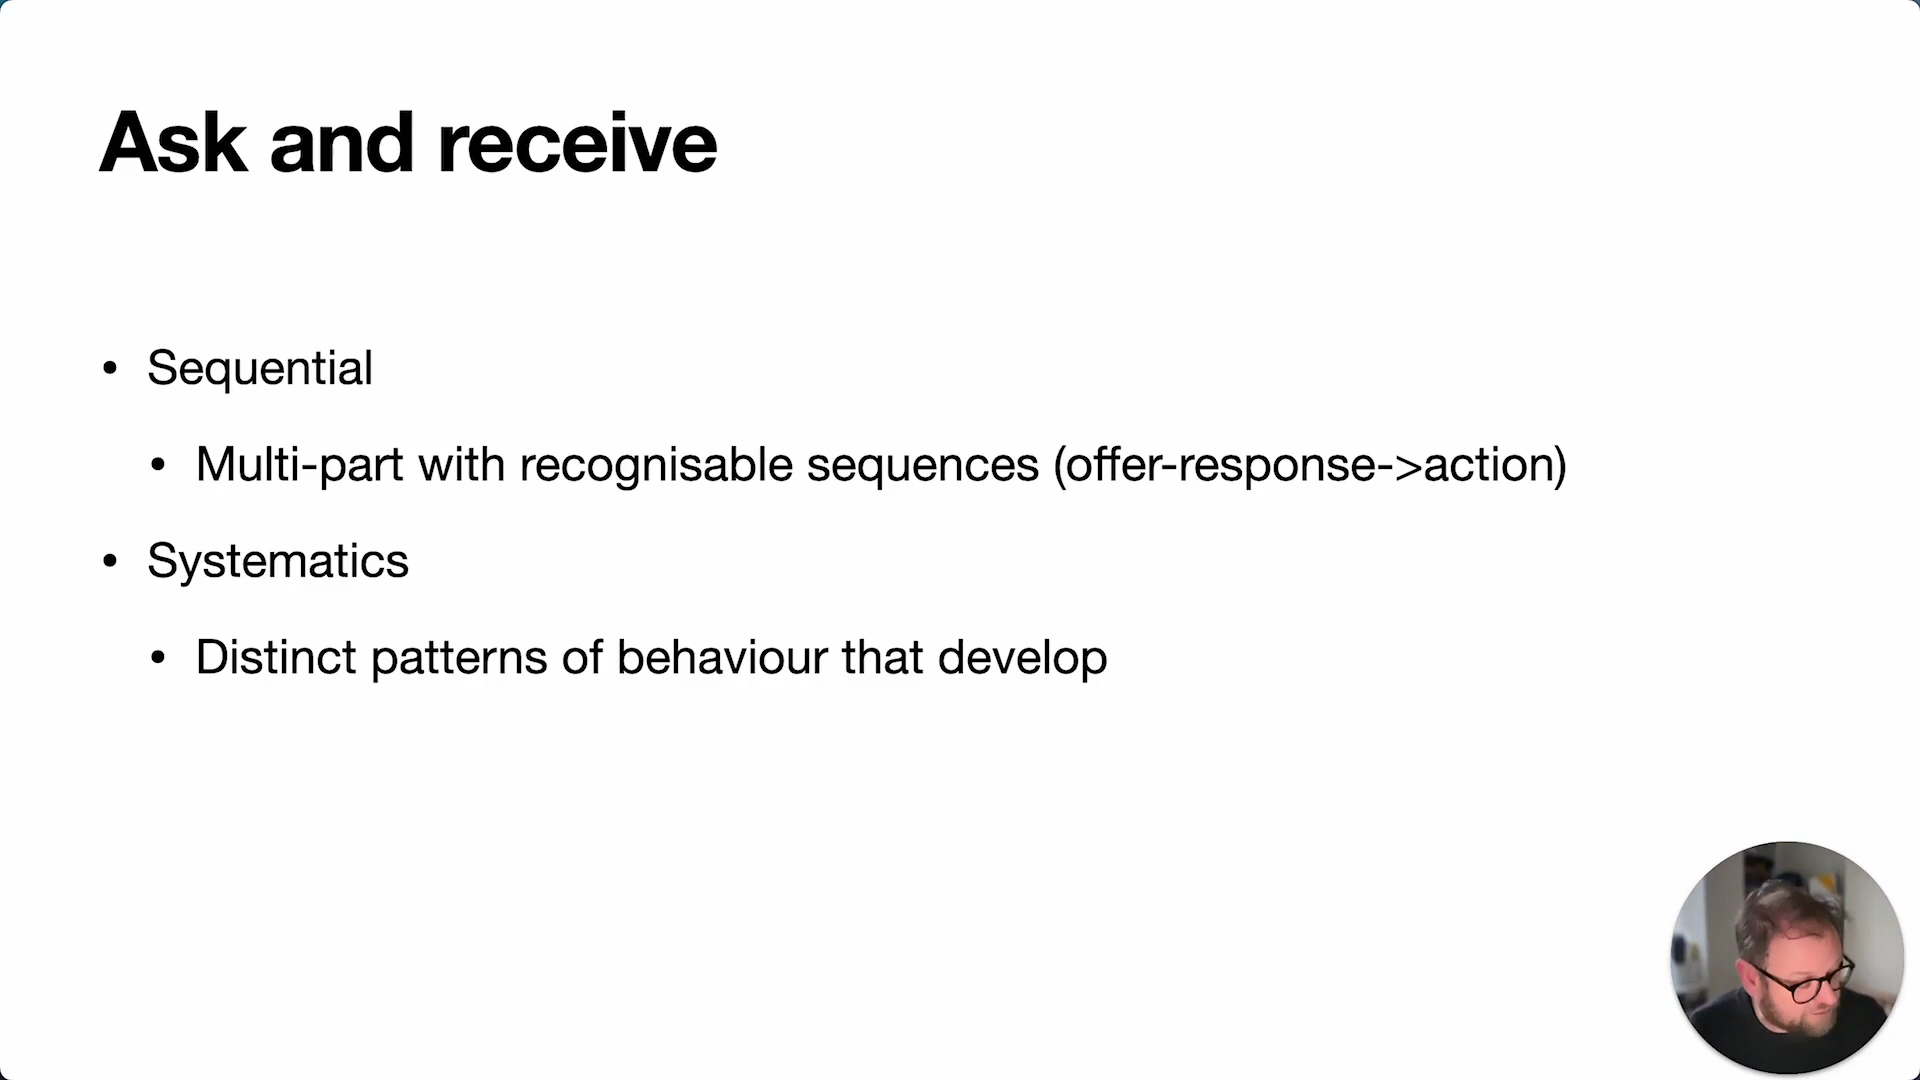 Ask and receive
• Sequential
• Multi-part with recognisable sequences (offer-response->action)
• Systematics
• Distinct patterns of behaviour that develop